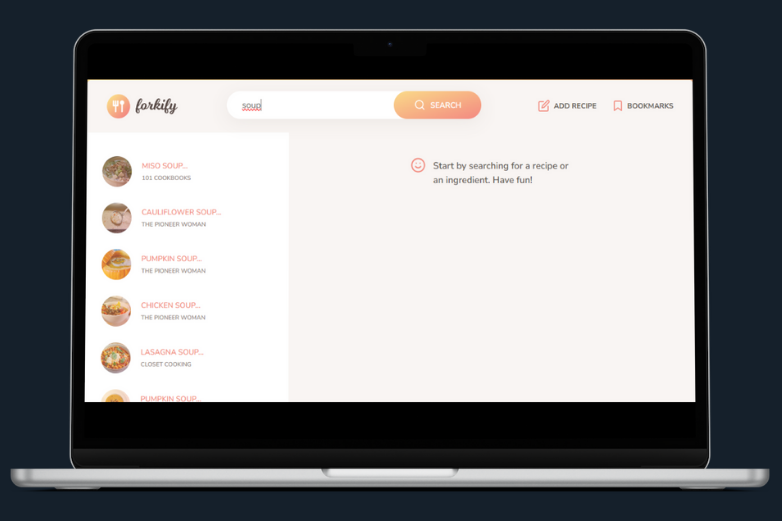 forkify
soup
SEARCH
ADD RECIPE
BOOKMARKS
MISO SOUP...
101 COOKBOOKS
CAULIFLOWER SOUP...
THE PIONEER WOMAN
PUMPKIN SOUP...
THE PIONEER WOMAN
CHICKEN SOUP...
THE PIONEER WOMAN
LASAGNA SOUP...
CLOSET COOKING
PUMPKIN SOUP...
Start by searching for a recipe or
an ingredient. Have fun!